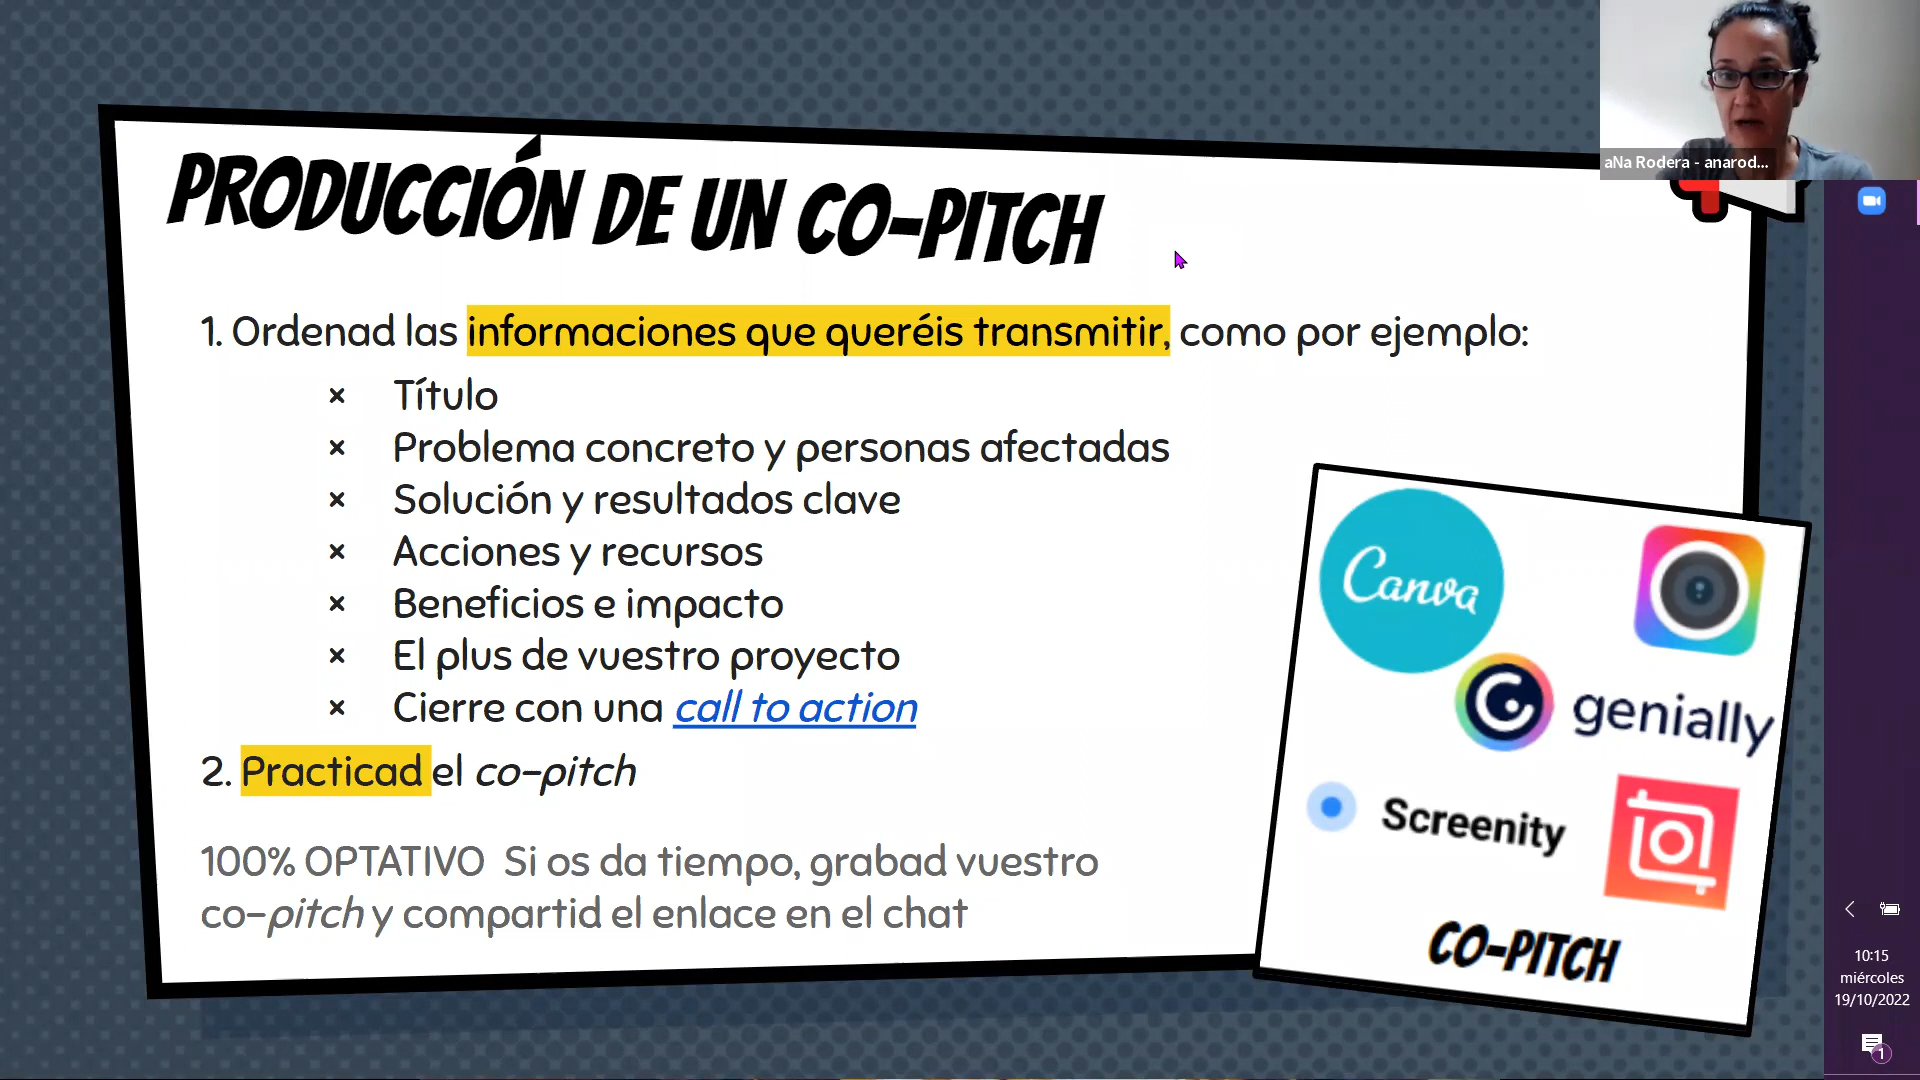 aNa Rodera - anarod...
PRODUCCIÓN DE UN CO-PITCH
1. Ordenad las informaciones que queréis transmitir, como por ejemplo:
× Título
× Problema concreto y personas afectadas
× Solución y resultados clave
× Acciones y recursos
× Beneficios e impacto
× El plus de vuestro proyecto
× Cierre con una call to action
2. Practicad el co-pitch
100% OPTATIVO Si os da tiempo, grabad vuestro
co-pitch y compartid el enlace en el chat
Canva
genially
Screenity
CO-PITCH
10:15
miércoles
19/10/2022
1